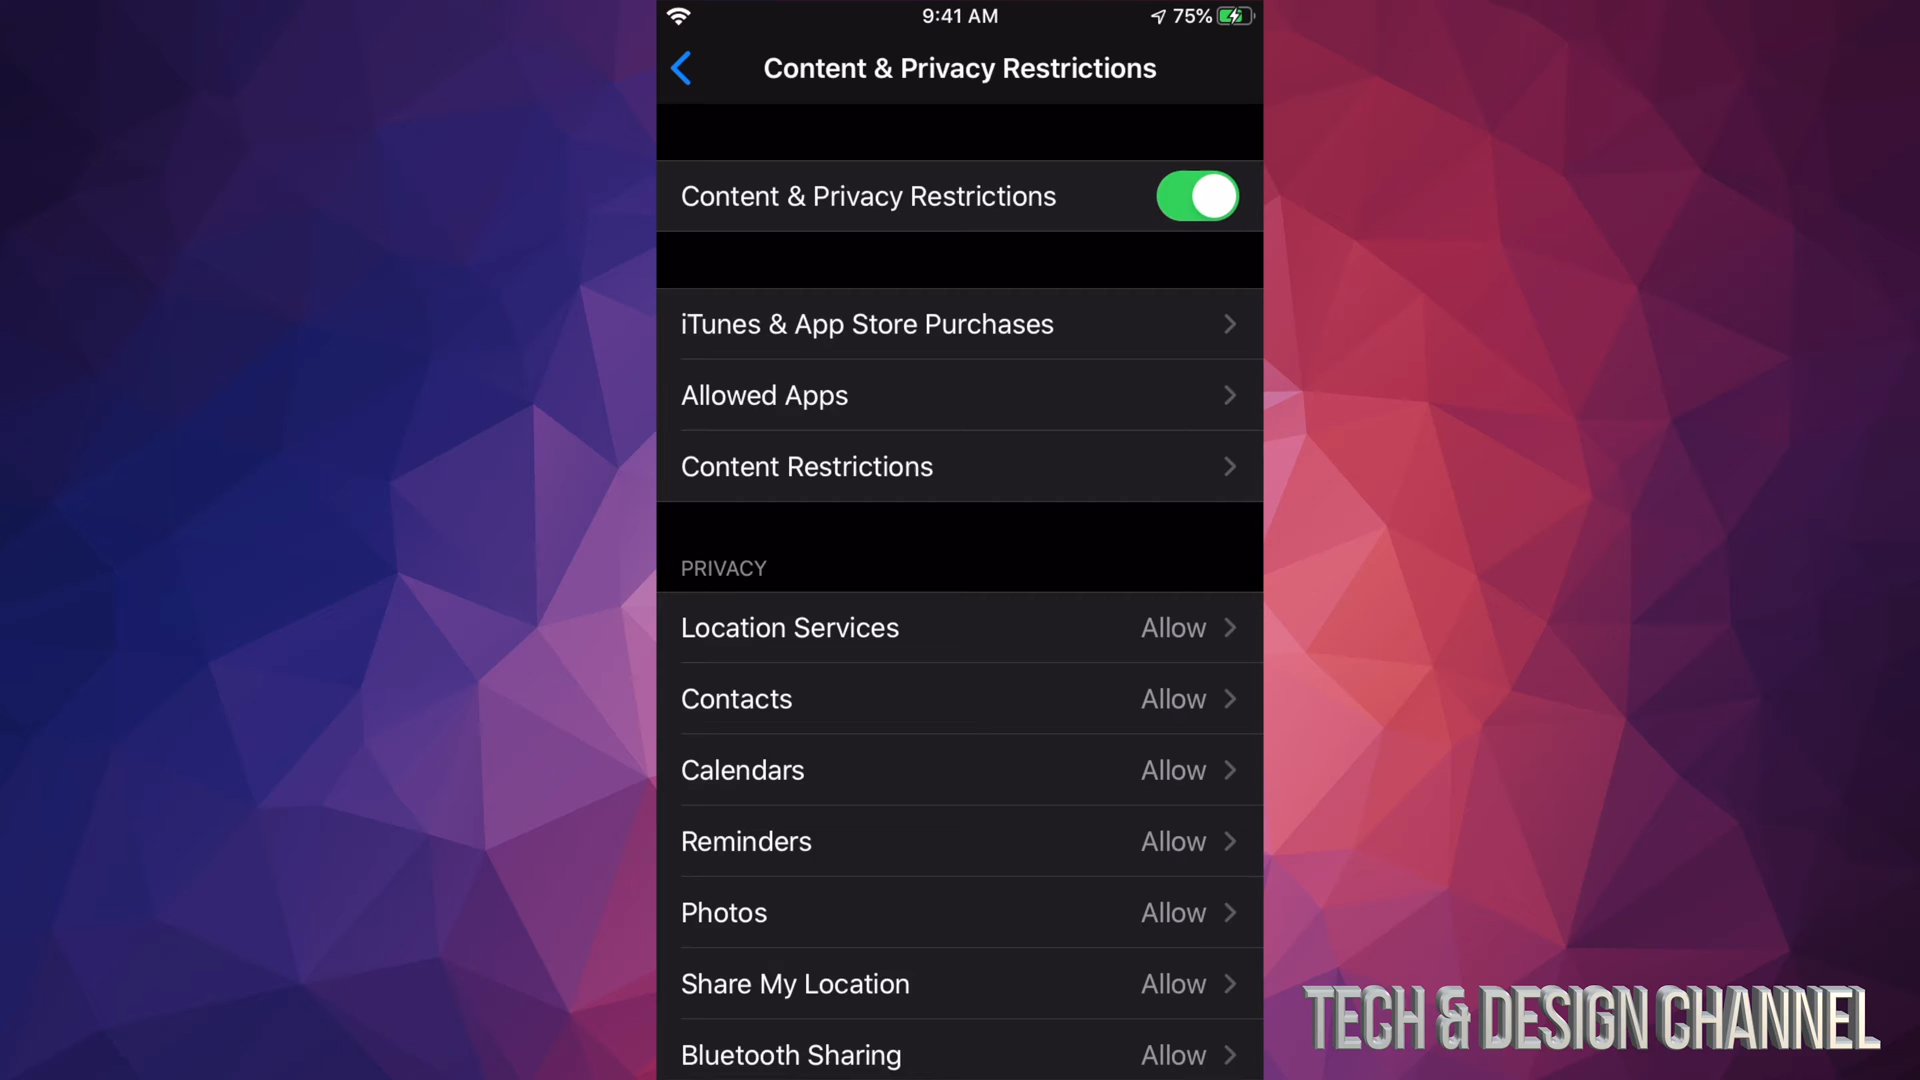 9:41 AM
75%
Content & Privacy Restrictions
Content & Privacy Restrictions
iTunes & App Store Purchases
Allowed Apps
Content Restrictions
PRIVACY
Location Services Allow
Contacts Allow
Calendars Allow
Reminders Allow
Photos Allow
Share My Location Allow
Bluetooth Sharing Allow
TECH & DESIGN CHANNEL